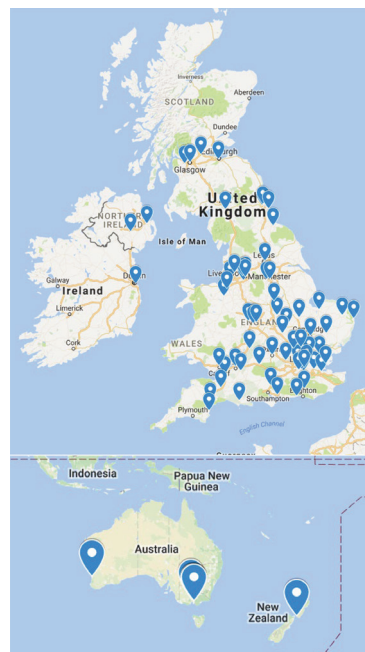 Inverness
Aberdeen
SCOTLAND
Dundee
Edinburgh
Glasgow
United
Kingdom
NORTHERN
IRELAND
Isle of Man
Leeds
Dublin
Manchester
Galway
Ireland
Limerick
WALES
ENGLAND
Cork
Southampton
Brighton
Plymouth
English Channel
Indonesia
Papua New
Guinea
Australia
New
Zealand